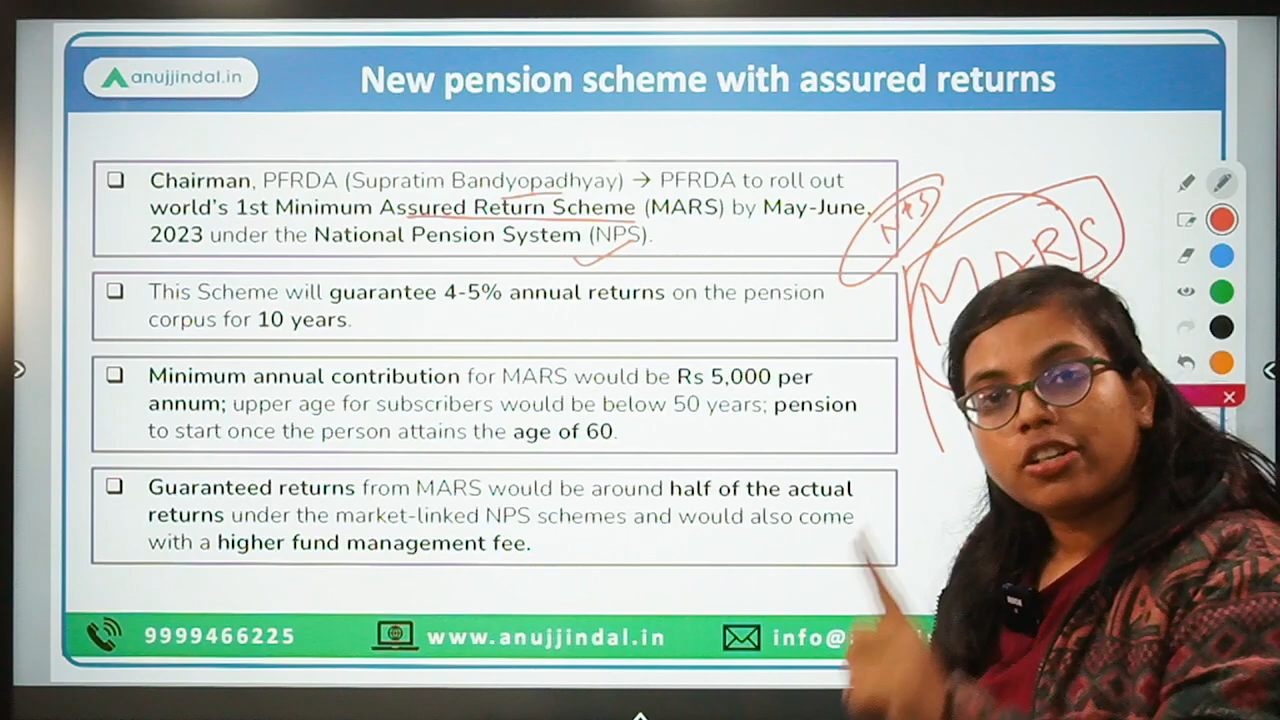 anujjindal.in
New pension scheme with assured returns
Chairman, PFRDA (Supratim Bandyopadhyay) → PFRDA to roll out
world's 1st Minimum Assured Return Scheme (MARS) by May-June,
2023 under the National Pension System (NPS).
NPS
MARS
This Scheme will guarantee 4-5% annual returns on the pension
corpus for 10 years.
Minimum annual contribution for MARS would be Rs 5,000 per
annum; upper age for subscribers would be below 50 years; pension
to start once the person attains the age of 60.
Guaranteed returns from MARS would be around half of the actual
returns under the market-linked NPS schemes and would also come
with a higher fund management fee.
9999466225
www.anujjindal.in
info@